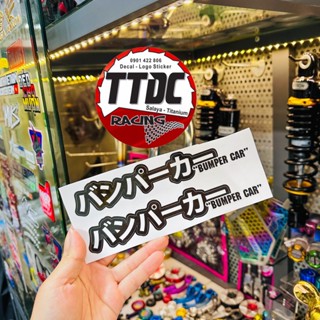 0901 422 806
Decal - Logo Sticker
TTDC
Salaya - Titanium
RACING
バンパーカー
"BUMPER CAR"
バンパーカー
"BUMPER CAR"